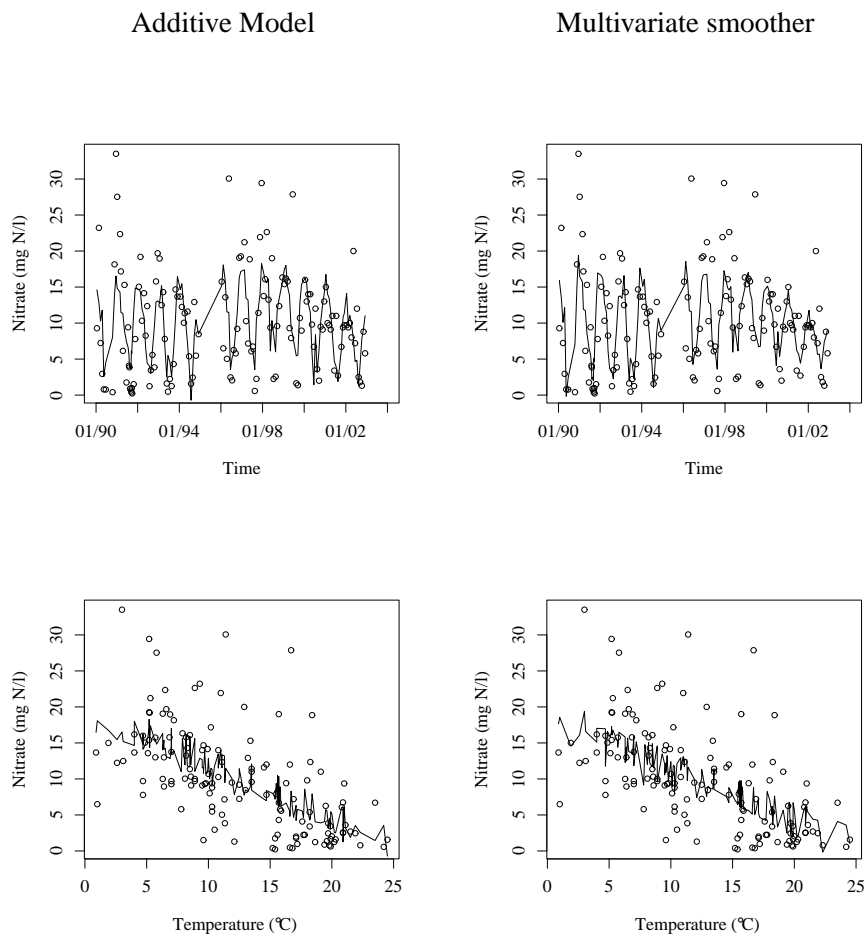 Additive Model
Multivariate smoother
Nitrate (mg N/l)
0 5 10 15 20 25 30
01/90 01/94 01/98 01/02
Time
Nitrate (mg N/l)
0 5 10 15 20 25 30
01/90 01/94 01/98 01/02
Time
Nitrate (mg N/l)
0 5 10 15 20 25 30
0 5 10 15 20 25
Temperature (°C)
Nitrate (mg N/l)
0 5 10 15 20 25 30
0 5 10 15 20 25
Temperature (°C)